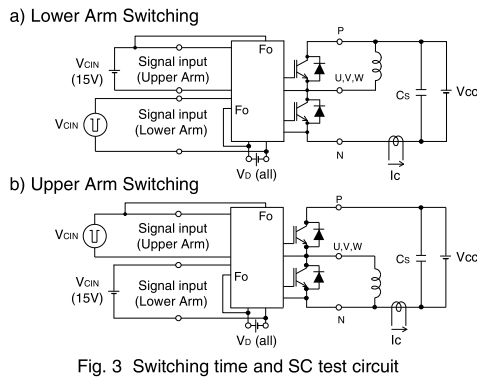 a) Lower Arm Switching
P
Fo
VCIN
(15V)
Signal input
(Upper Arm)
U,V,W
Signal input
(Lower Arm)
Fo
VCIN
CS
VCC
VD (all)
N
IC
b) Upper Arm Switching
P
Fo
VCIN
Signal input
(Upper Arm)
U,V,W
VCIN
(15V)
Signal input
(Lower Arm)
Fo
CS
VCC
VD (all)
N
IC
Fig. 3 Switching time and SC test circuit